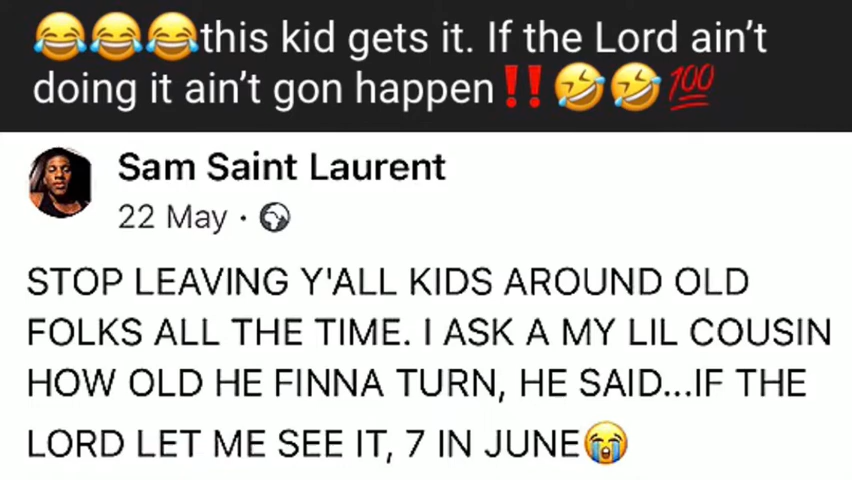 😂😂😂this kid gets it. If the Lord ain't
doing it ain't gon happen‼️🤣🤣💯
Sam Saint Laurent
22 May ·
STOP LEAVING Y'ALL KIDS AROUND OLD
FOLKS ALL THE TIME. I ASK A MY LIL COUSIN
HOW OLD HE FINNA TURN, HE SAID...IF THE
LORD LET ME SEE IT, 7 IN JUNE😭